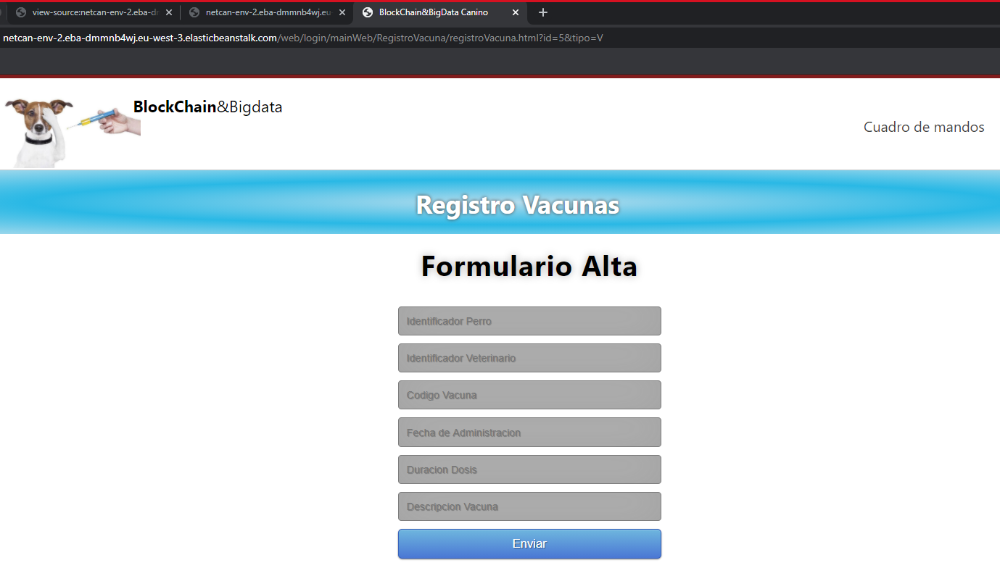 view-source:netcan-env-2.eba-dr
netcan-env-2.eba-dmmnb4wj.eu
BlockChain&BigData Canino
netcan-env-2.eba-dmmnb4wj.eu-west-3.elasticbeanstalk.com/web/login/mainWeb/RegistroVacuna/registroVacuna.html?id=5&tipo=V
BlockChain&Bigdata
Cuadro de mandos
Registro Vacunas
Formulario Alta
Identificador Perro
Identificador Veterinario
Codigo Vacuna
Fecha de Administracion
Duracion Dosis
Descripcion Vacuna
Enviar